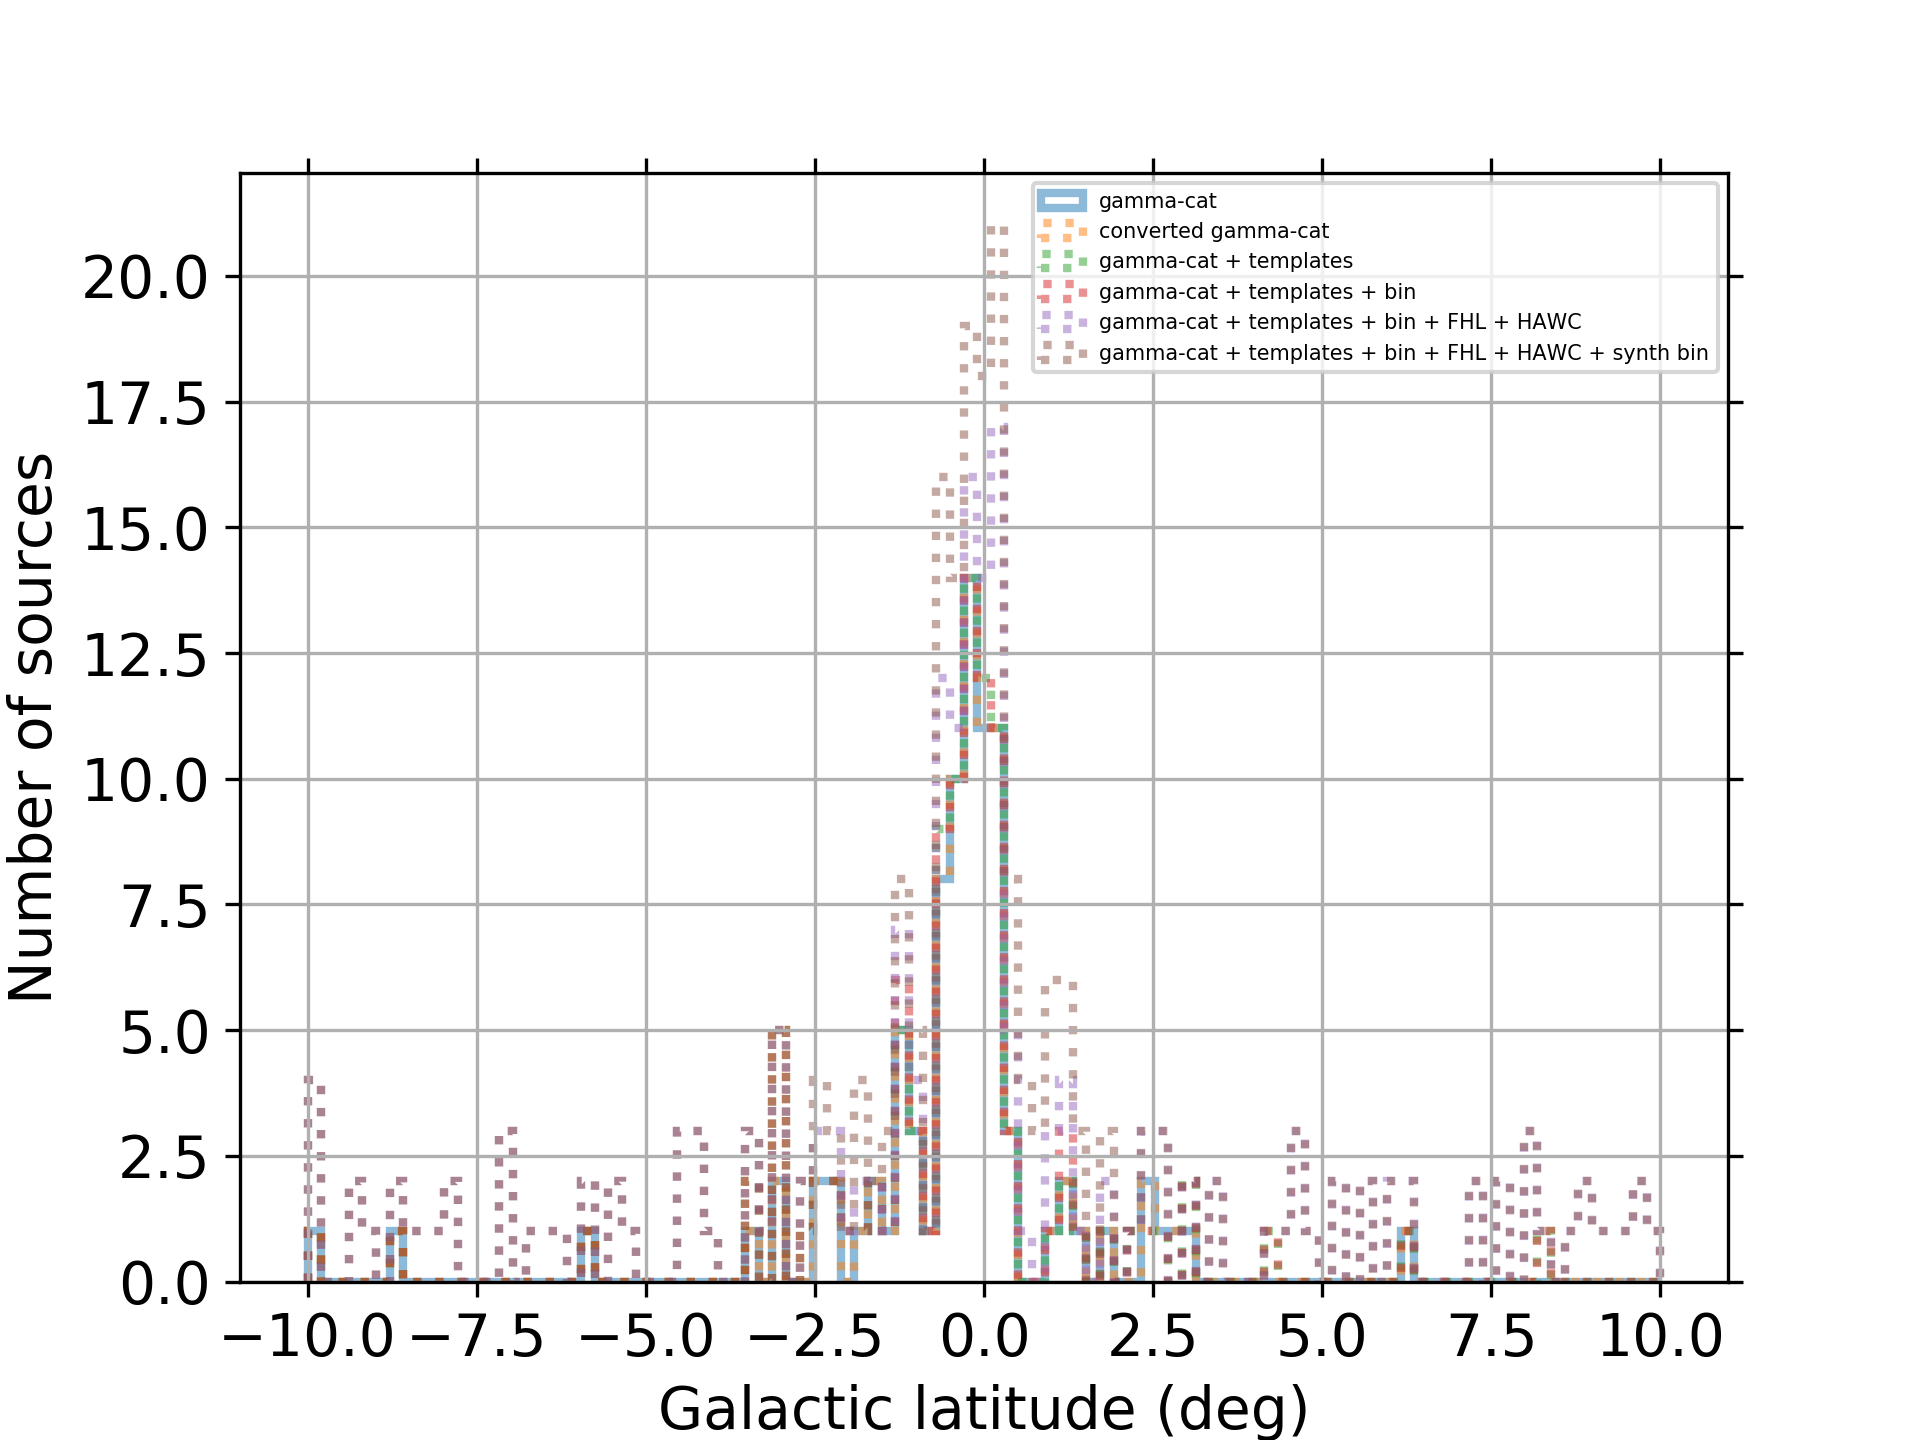 gamma-cat
converted gamma-cat
gamma-cat + templates
gamma-cat + templates + bin
gamma-cat + templates + bin + FHL + HAWC
gamma-cat + templates + bin + FHL + HAWC + synth bin
Number of sources
20.0
17.5
15.0
12.5
10.0
7.5
5.0
2.5
0.0
−10.0 −7.5 −5.0 −2.5 0.0 2.5 5.0 7.5 10.0
Galactic latitude (deg)